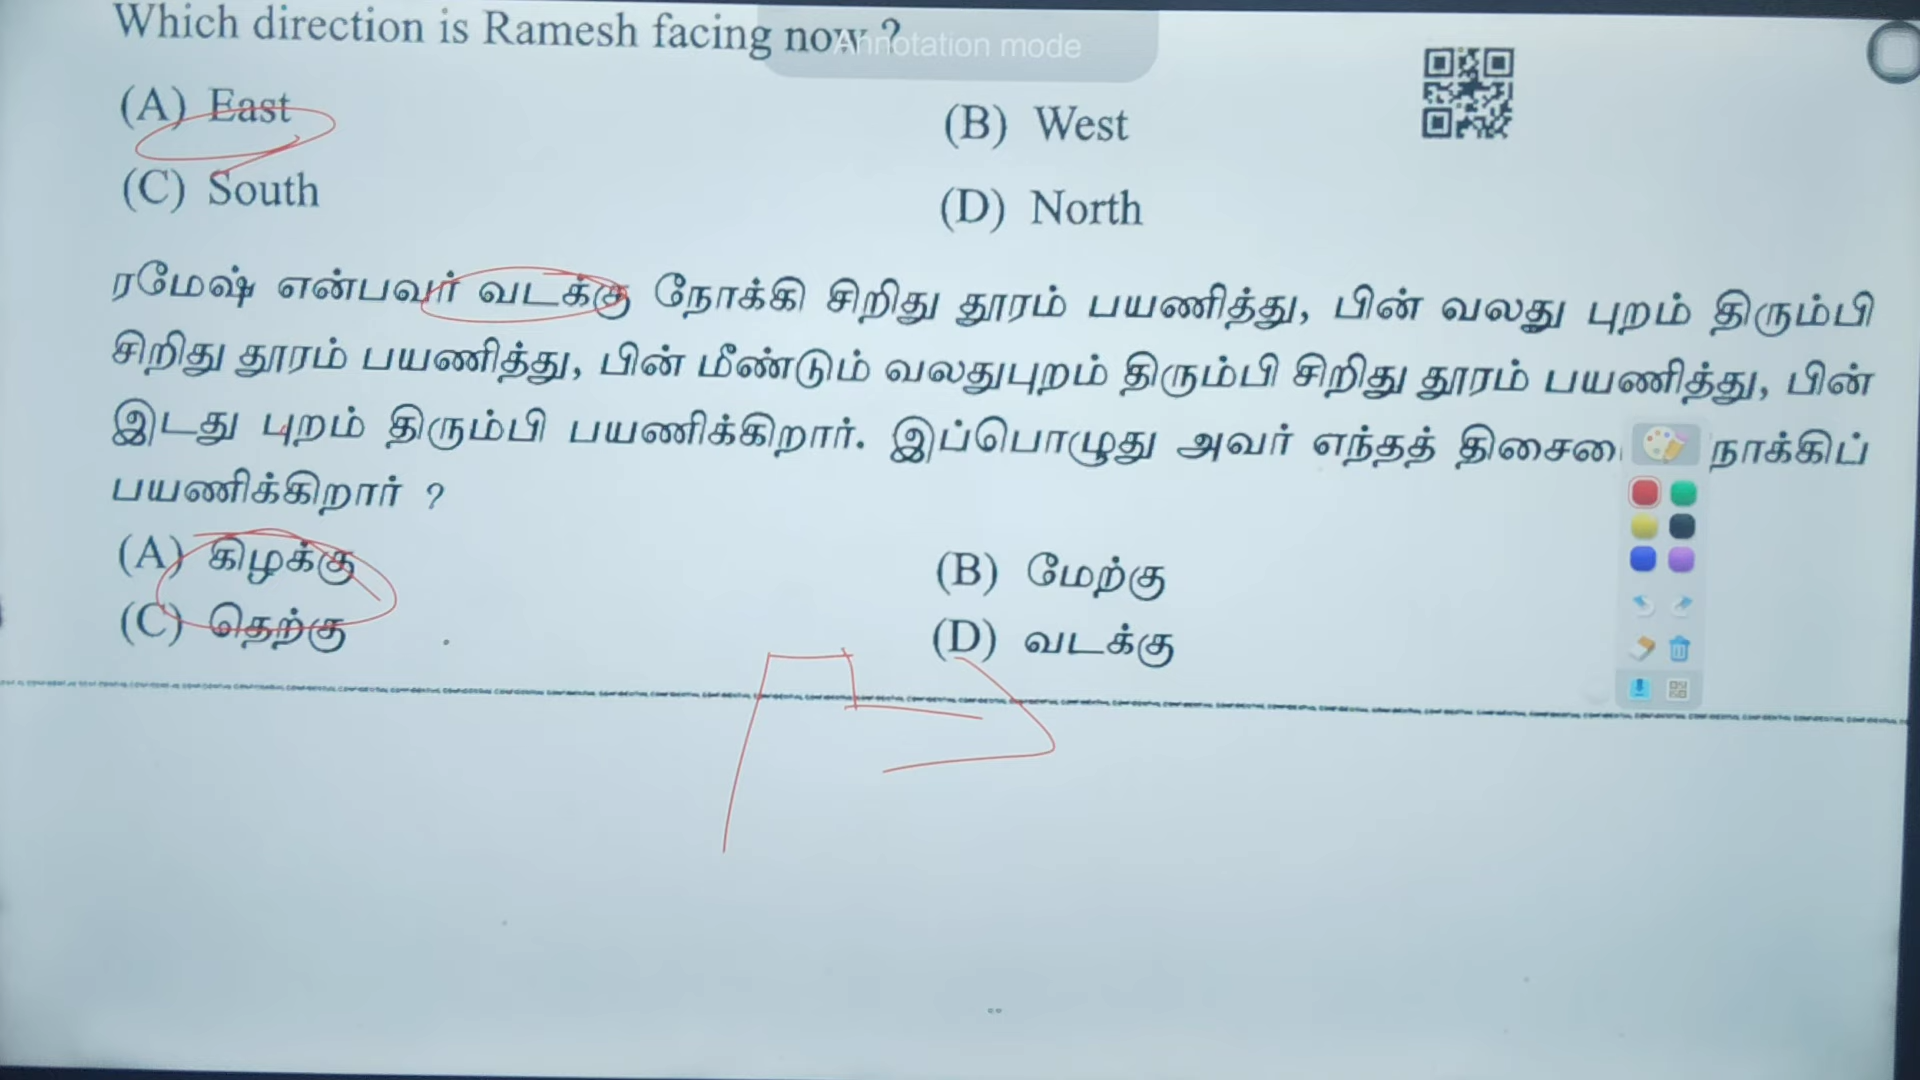 Which direction is Ramesh facing now ?
Annotation mode
(A) East
(B) West
(C) South
(D) North
ரமேஷ் என்பவர் வடக்கு நோக்கி சிறிது தூரம் பயணித்து, பின் வலது புறம் திரும்பி
சிறிது தூரம் பயணித்து, பின் மீண்டும் வலதுபுறம் திரும்பி சிறிது தூரம் பயணித்து, பின்
இடது புறம் திரும்பி பயணிக்கிறார். இப்பொழுது அவர் எந்தத்
பயணிக்கிறார் ?
(A) கிழக்கு
(B) மேற்கு
(C) தெற்கு
(D) வடக்கு